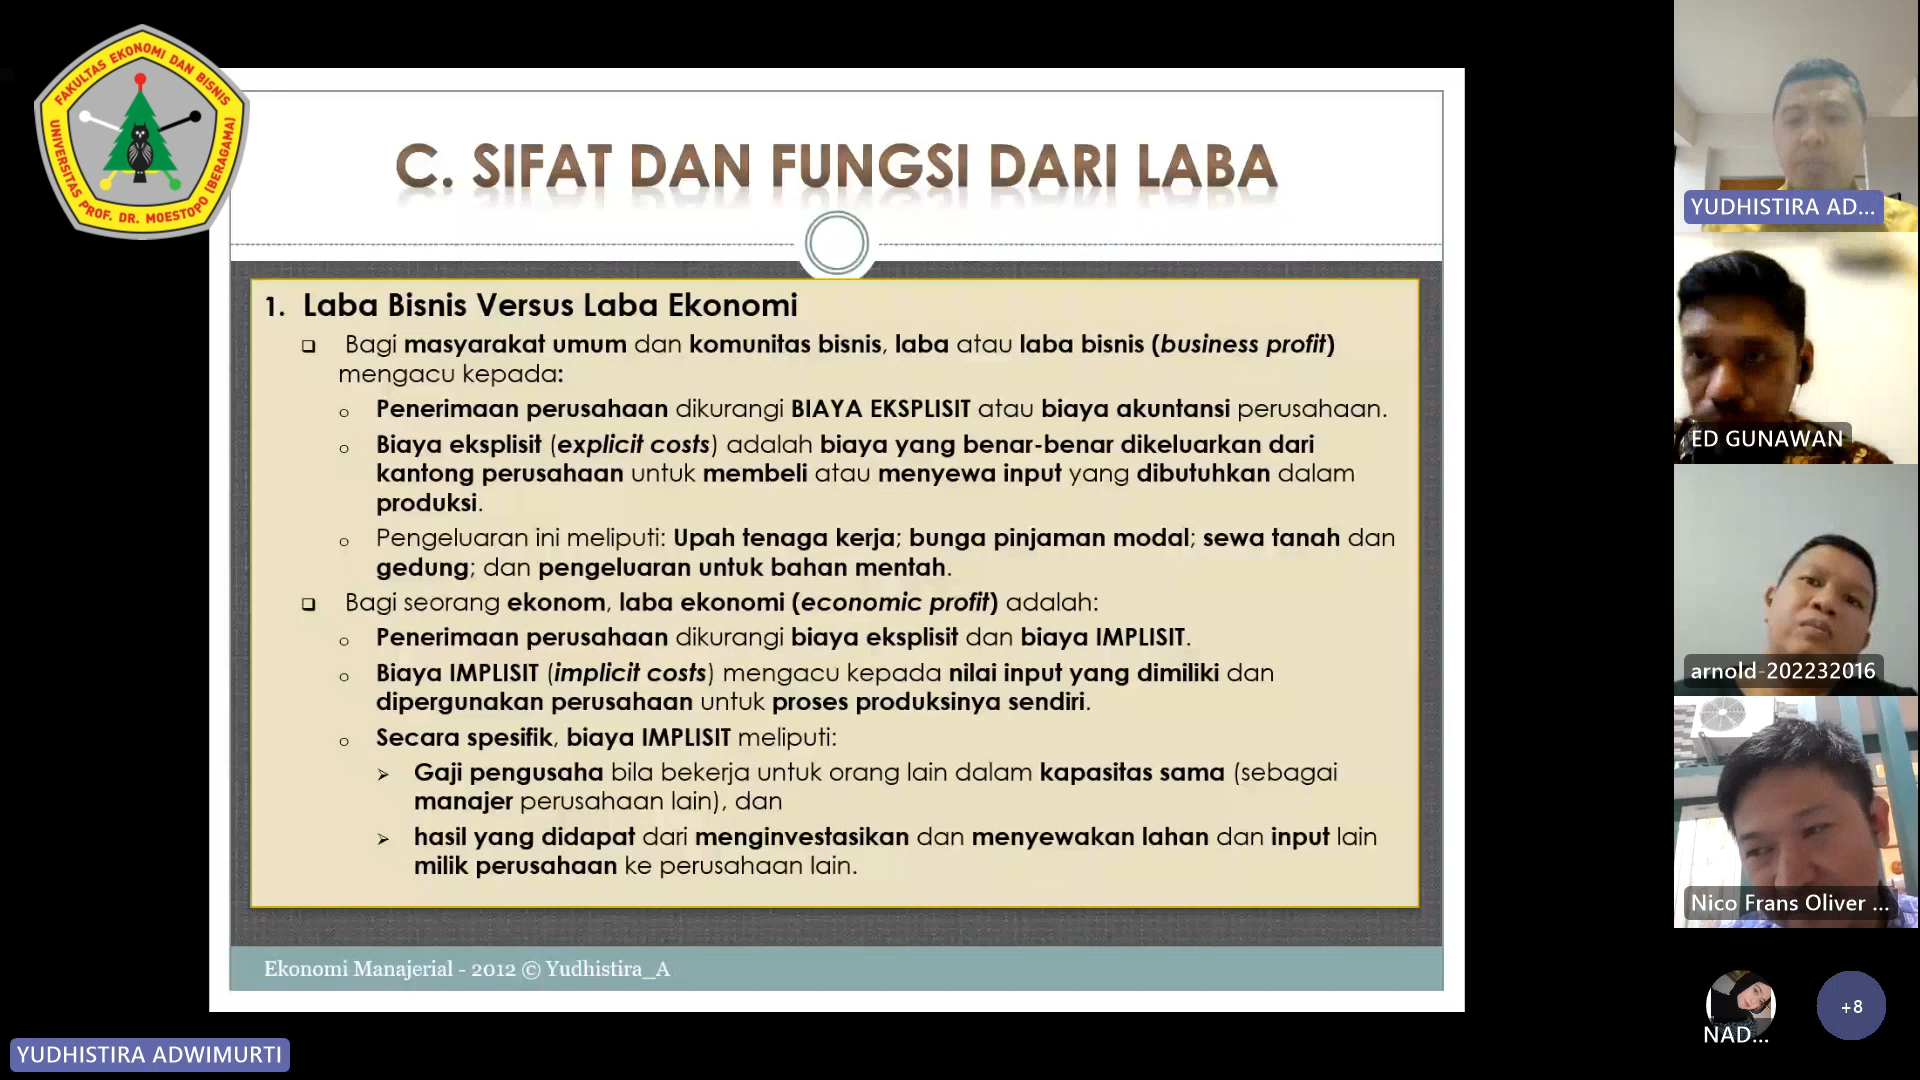 FAKULTAS EKONOMI DAN BISNIS
UNIVERSITAS PROF. DR. MOESTOPO (BERAGAMA)
C. SIFAT DAN FUNGSI DARI LABA
1. Laba Bisnis Versus Laba Ekonomi
Bagi masyarakat umum dan komunitas bisnis, laba atau laba bisnis (business profit)
mengacu kepada:
Penerimaan perusahaan dikurangi BIAYA EKSPLISIT atau biaya akuntansi perusahaan.
Biaya eksplisit (explicit costs) adalah biaya yang benar-benar dikeluarkan dari
kantong perusahaan untuk membeli atau menyewa input yang dibutuhkan dalam
produksi.
Pengeluaran ini meliputi: Upah tenaga kerja; bunga pinjaman modal; sewa tanah dan
gedung; dan pengeluaran untuk bahan mentah.
Bagi seorang ekonom, laba ekonomi (economic profit) adalah:
Penerimaan perusahaan dikurangi biaya eksplisit dan biaya IMPLISIT.
Biaya IMPLISIT (implicit costs) mengacu kepada nilai input yang dimiliki dan
dipergunakan perusahaan untuk proses produksinya sendiri.
Secara spesifik, biaya IMPLISIT meliputi:
Gaji pengusaha bila bekerja untuk orang lain dalam kapasitas sama (sebagai
manajer perusahaan lain), dan
hasil yang didapat dari menginvestasikan dan menyewakan lahan dan input lain
milik perusahaan ke perusahaan lain.
Ekonomi Manajerial - 2012 © Yudhistira_A
YUDHISTIRA ADWIMURTI
YUDHISTIRA AD...
ED GUNAWAN
arnold-202232016
Nico Frans Oliver ...
NAD...
+8